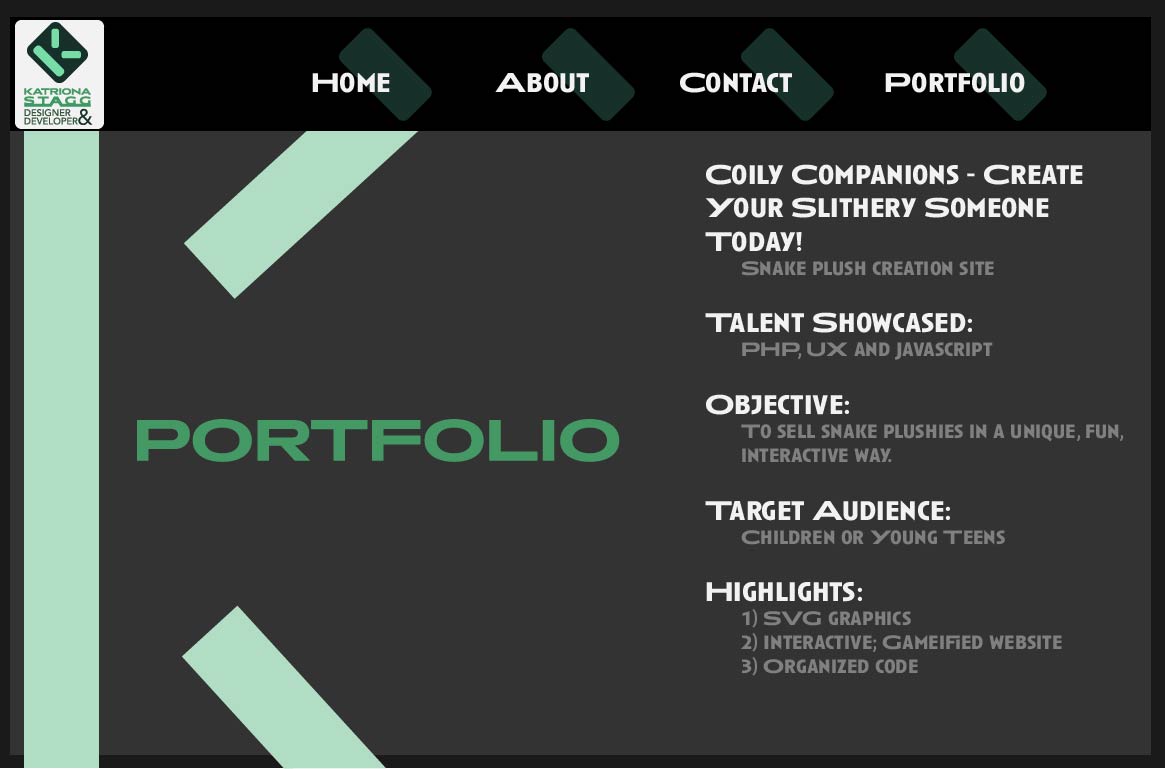 Katriona
Stagg
Designer
Developer&
Home About Contact Portfolio
Coily Companions - Create
Your Slithery Someone
Today!
Snake plush creation site
Talent Showcased:
PHP, UX and javascript
Objective:
To sell snake plushies in a unique, fun,
interactive way.
PORTFOLIO
Target Audience:
Children or Young Teens
Highlights:
1) SVG graphics
2) interactive; Gameified website
3) Organized code